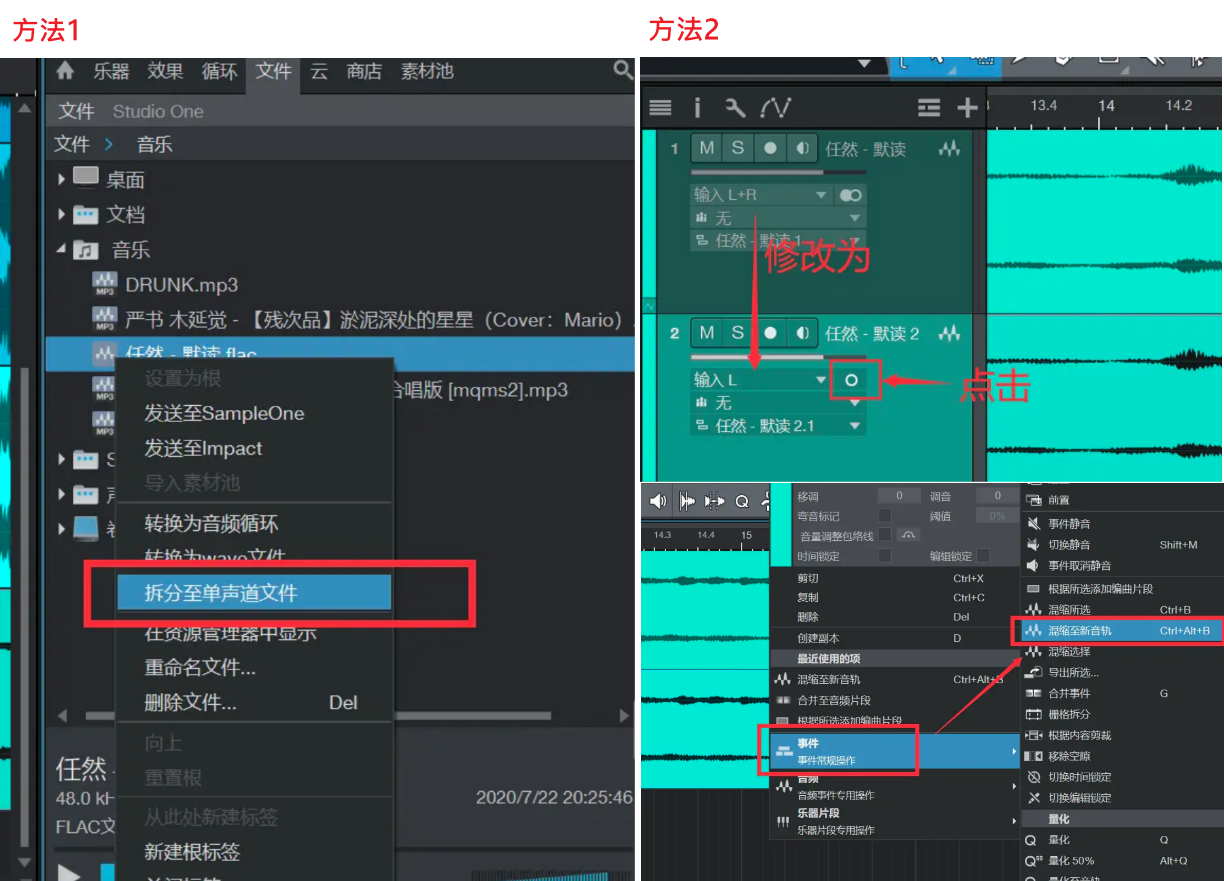 方法1
乐器 效果 循环 文件 云 商店 素材池
文件 Studio One
文件 > 音乐
桌面
文档
音乐
DRUNK.mp3
严书 木延觉 - 【残次品】淤泥深处的星星（Cover：Mario）
任然 - 默读.flac
合唱版 [mqms2].mp3
设置为根
发送至SampleOne
发送至Impact
导入素材池
转换为音频循环
转换为wave文件
拆分至单声道文件
在资源管理器中显示
重命名文件...
删除文件... Del
向上
重置根
从此处新建标签
新建根标签
任然 -
48.0 kH
2020/7/22 20:25:46
FLAC文
方法2
13.4 14 14.2
1 M S 任然 - 默读
输入 L+R
无
任然 - 默读 1
修改为
2 M S 任然 - 默读 2
输入 L
无
任然 - 默读 2.1
点击
14.3 14.4 15
移调 0 调音 0
弯音标记 阈值 0%
音量调整包络线
时间锁定 编辑锁定
剪切 Ctrl+X
复制 Ctrl+C
删除 Del
创建副本 D
最近使用的项
混缩至新音轨 Ctrl+Alt+B
合并至音频片段
根据所选添加编曲片段
事件
事件常规操作
音频
音频事件专用操作
乐器片段
乐器片段专用操作
前置
事件静音
切换静音 Shift+M
事件取消静音
根据所选添加编曲片段
混缩所选 Ctrl+B
混缩至新音轨 Ctrl+Alt+B
混缩选择
导出所选...
合并事件 G
栅格拆分
根据内容剪裁
移除空隙
切换时间锁定
切换编辑锁定
量化
量化 Q
量化 50% Alt+Q
量化至音轨